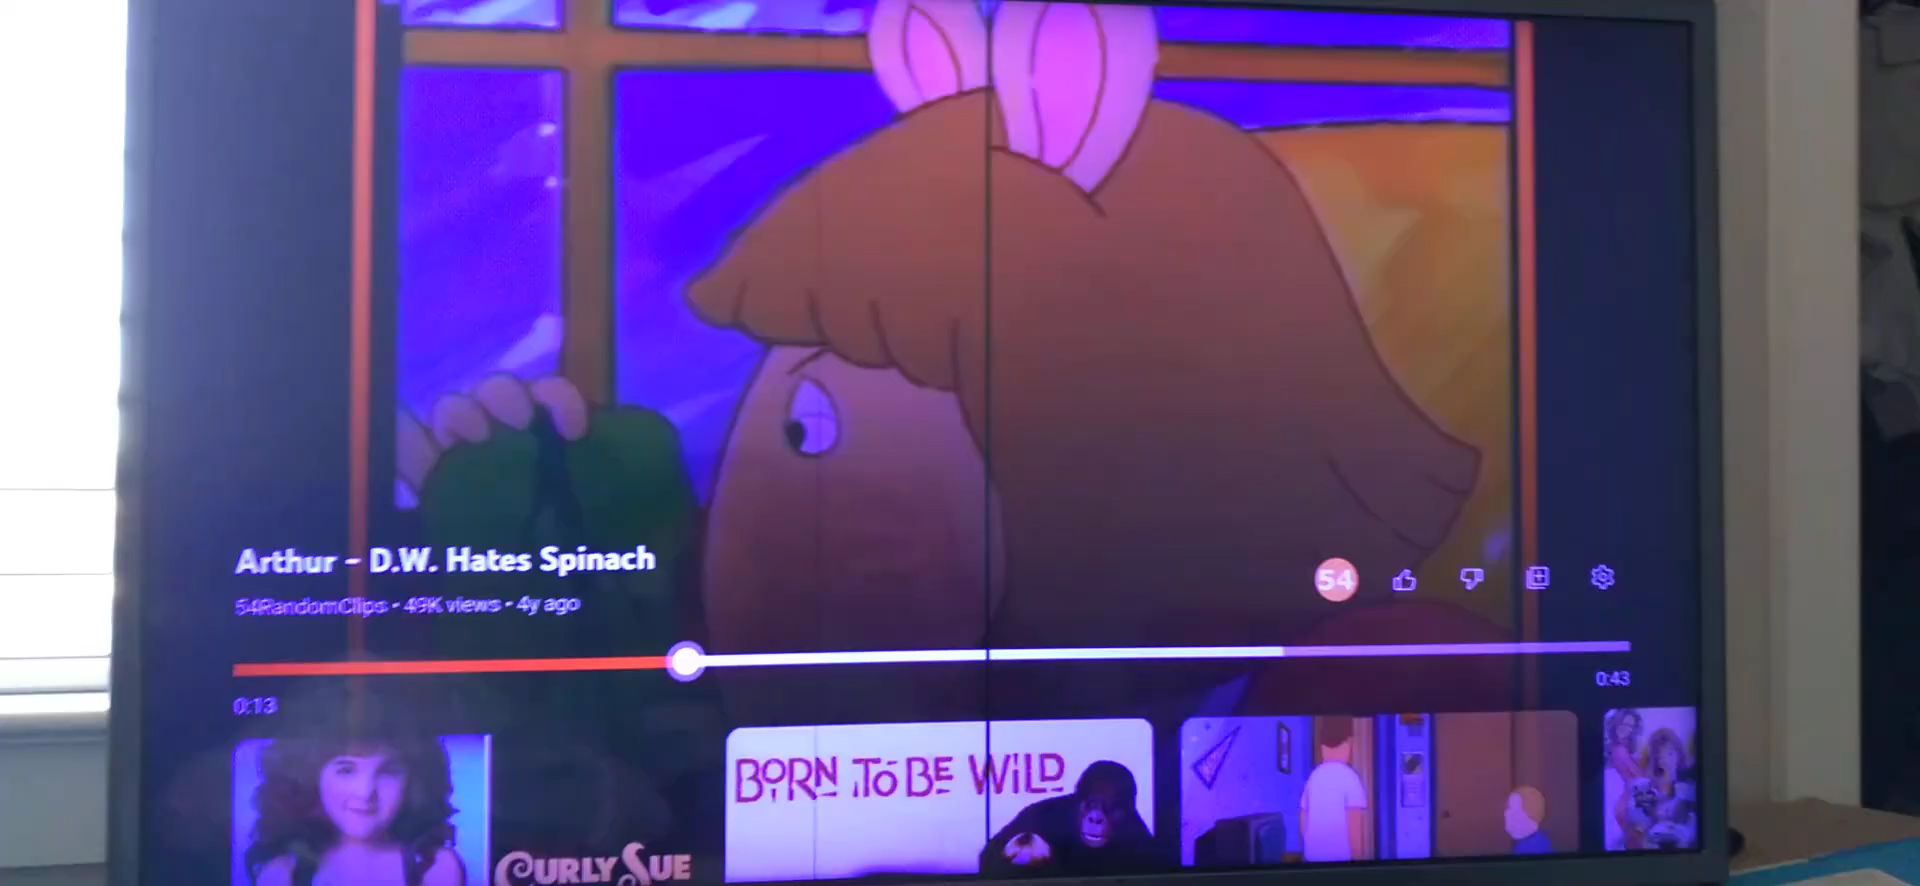 Arthur - D.W. Hates Spinach
54RandomClips • 49K views • 4y ago
54
0:13
0:43
BORN TO BE WILD
CURLY SUE